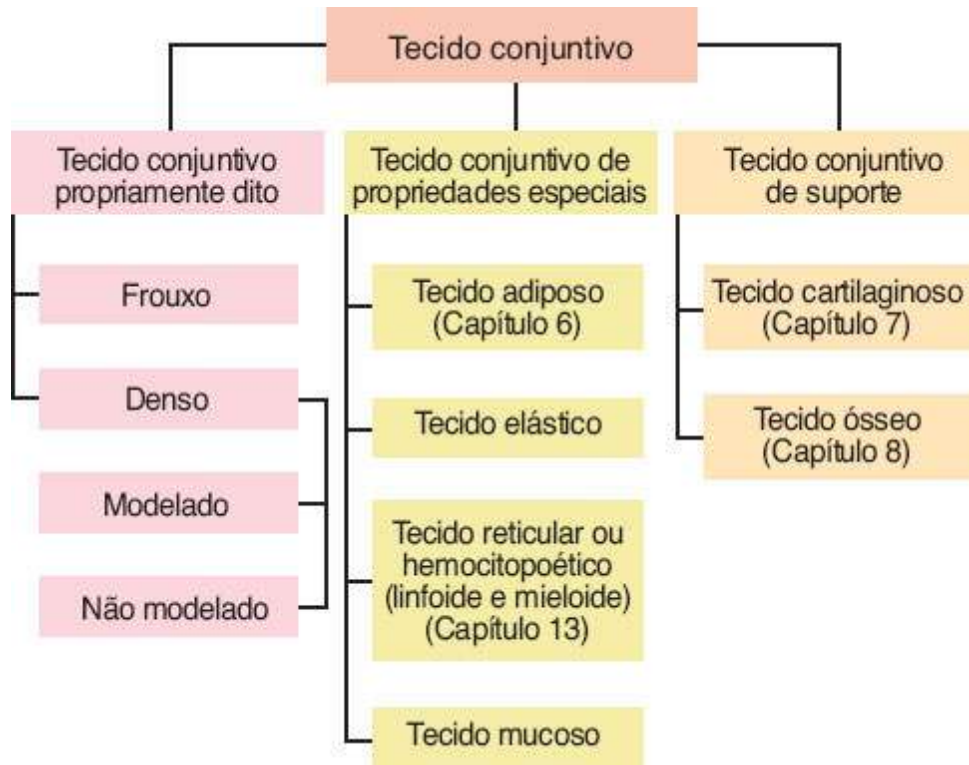 Tecido conjuntivo
Tecido conjuntivo
propriamente dito
Frouxo
Denso
Modelado
Não modelado
Tecido conjuntivo de
propriedades especiais
Tecido adiposo
(Capítulo 6)
Tecido elástico
Tecido reticular ou
hemocitopoético
(linfoide e mieloide)
(Capítulo 13)
Tecido mucoso
Tecido conjuntivo
de suporte
Tecido cartilaginoso
(Capítulo 7)
Tecido ósseo
(Capítulo 8)